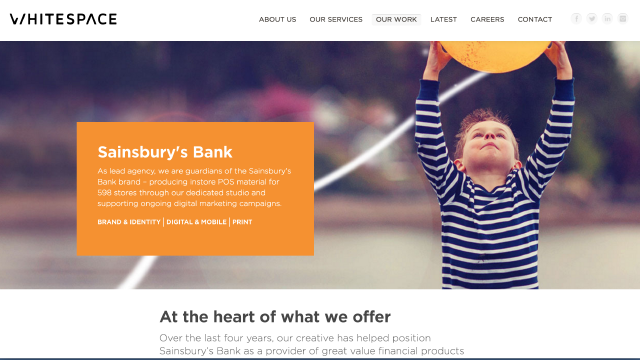 WHITESPACE
ABOUT US OUR SERVICES OUR WORK LATEST CAREERS CONTACT
Sainsbury's Bank
As lead agency, we are guardians of the Sainsbury's
Bank brand – producing instore POS material for
598 stores through our dedicated studio and
supporting ongoing digital marketing campaigns.
BRAND & IDENTITY | DIGITAL & MOBILE | PRINT
At the heart of what we offer
Over the last four years, our creative has helped position
Sainsbury's Bank as a provider of great value financial products